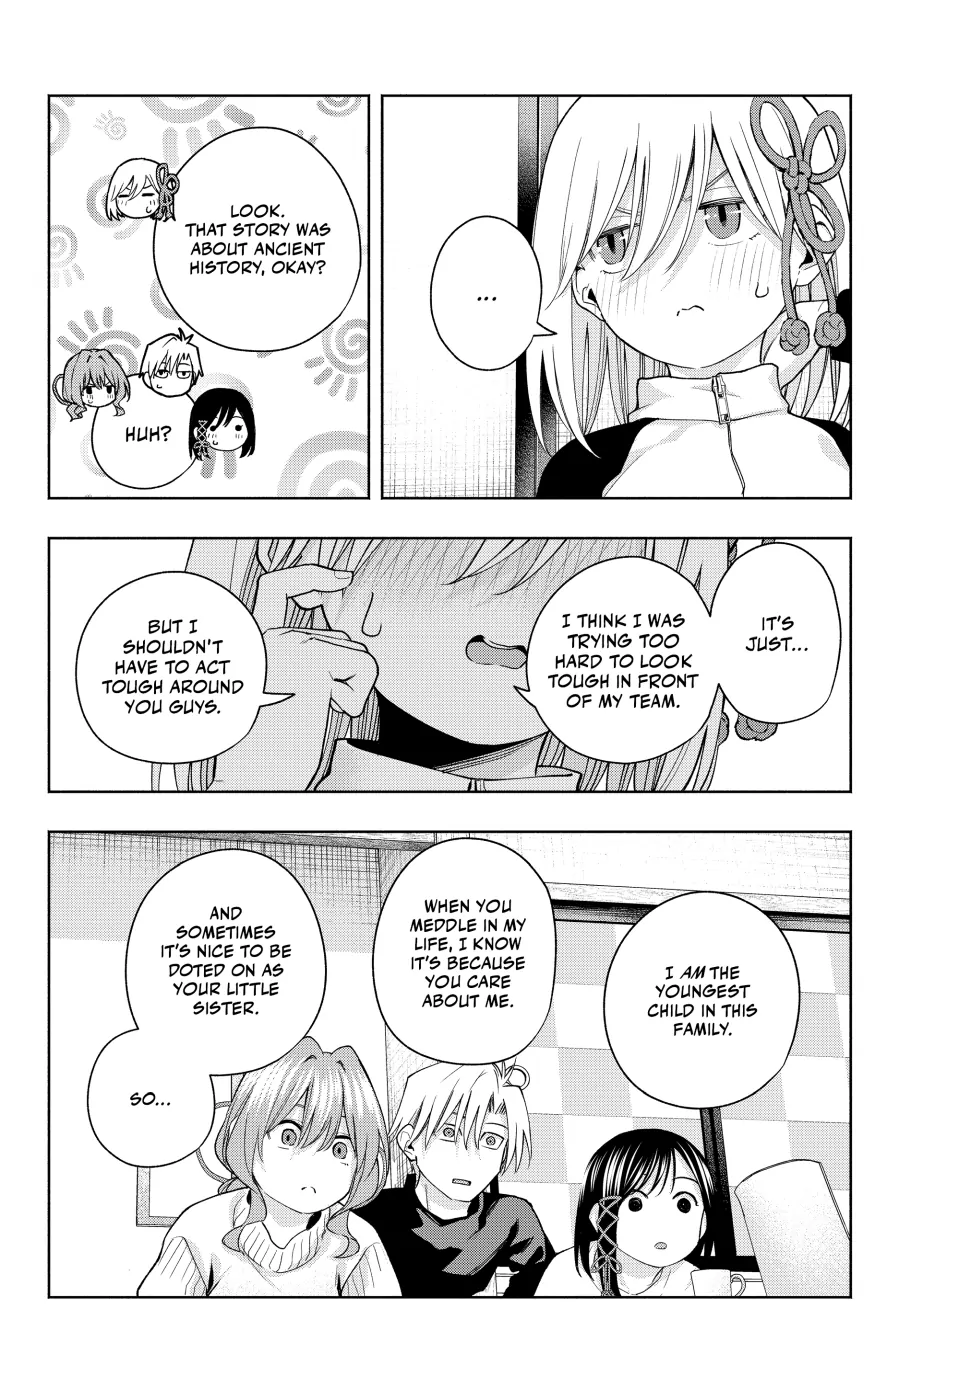 ...
LOOK.
THAT STORY WAS
ABOUT ANCIENT
HISTORY, OKAY?
HUH?
IT'S
JUST...
I THINK I WAS
TRYING TOO
HARD TO LOOK
TOUGH IN FRONT
OF MY TEAM.
BUT I
SHOULDN'T
HAVE TO ACT
TOUGH AROUND
YOU GUYS.
I AM THE
YOUNGEST
CHILD IN THIS
FAMILY.
WHEN YOU
MEDDLE IN MY
LIFE, I KNOW
IT'S BECAUSE
YOU CARE
ABOUT ME.
AND
SOMETIMES
IT'S NICE TO BE
DOTED ON AS
YOUR LITTLE
SISTER.
SO...